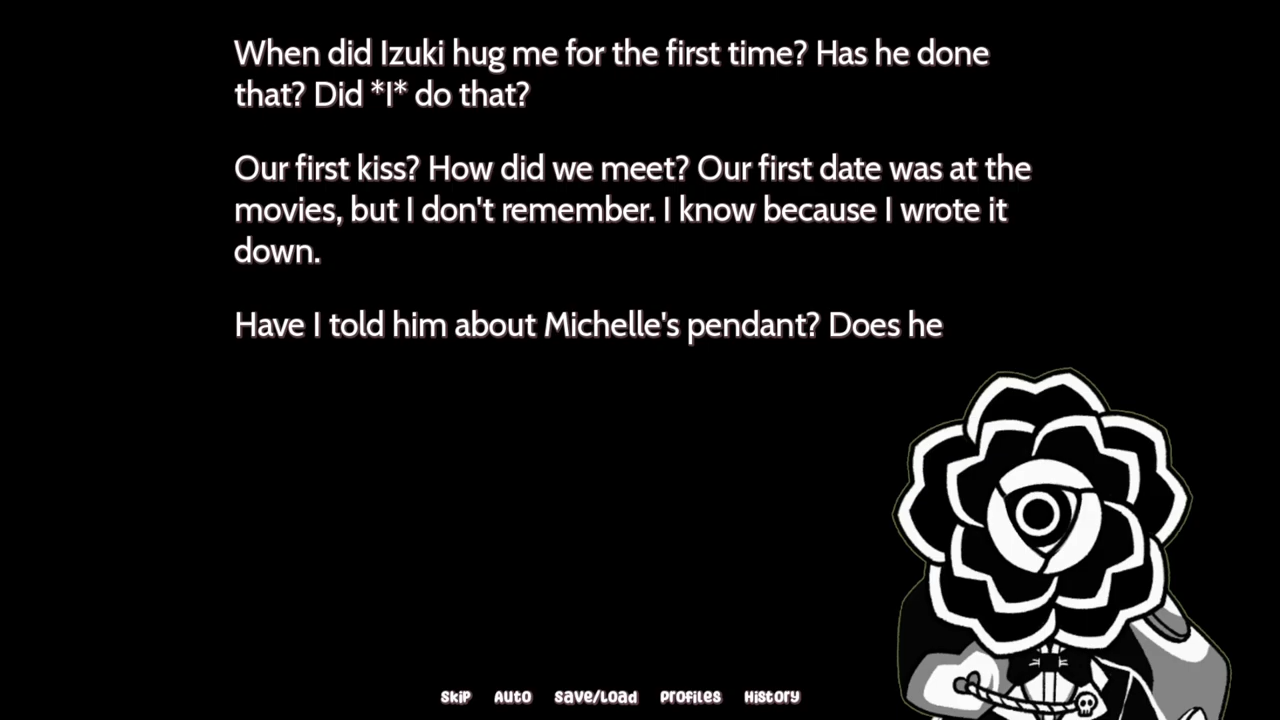 When did Izuki hug me for the first time? Has he done
that? Did *I* do that?
Our first kiss? How did we meet? Our first date was at the
movies, but I don't remember. I know because I wrote it
down.
Have I told him about Michelle's pendant? Does he
Skip Auto Save/Load Profiles History